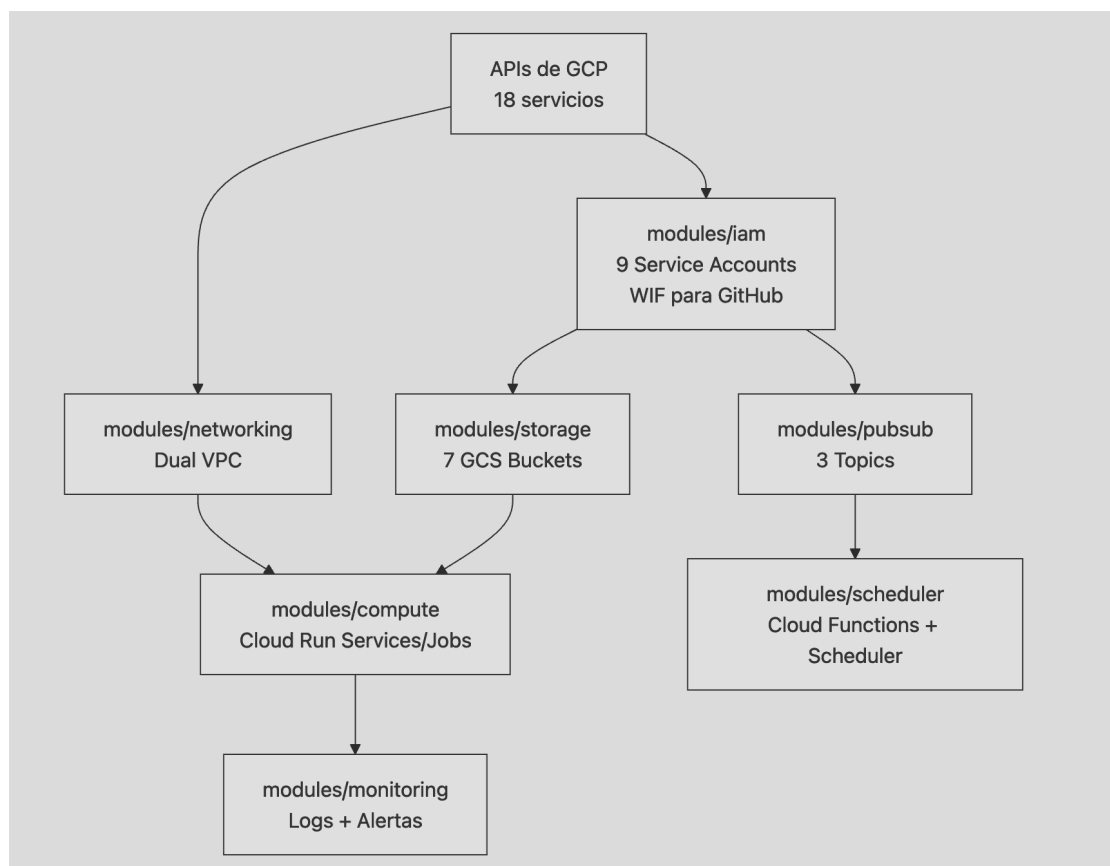 APIs de GCP
18 servicios
modules/iam
9 Service Accounts
WIF para GitHub
modules/networking
Dual VPC
modules/storage
7 GCS Buckets
modules/pubsub
3 Topics
modules/compute
Cloud Run Services/Jobs
modules/scheduler
Cloud Functions +
Scheduler
modules/monitoring
Logs + Alertas